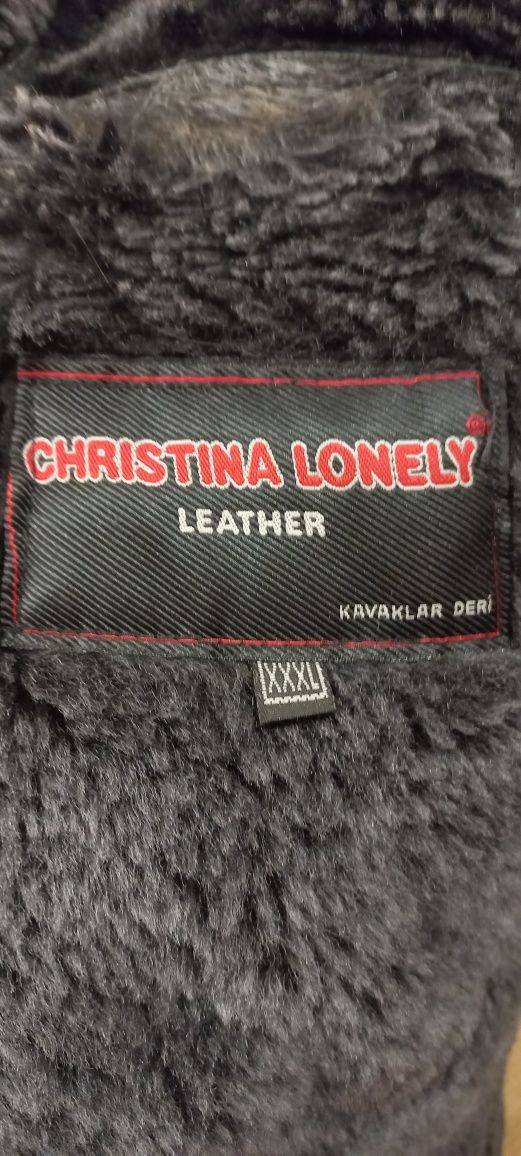 CHRISTINA LONELY ®
LEATHER
KAVAKLAR DERİ
XXXL